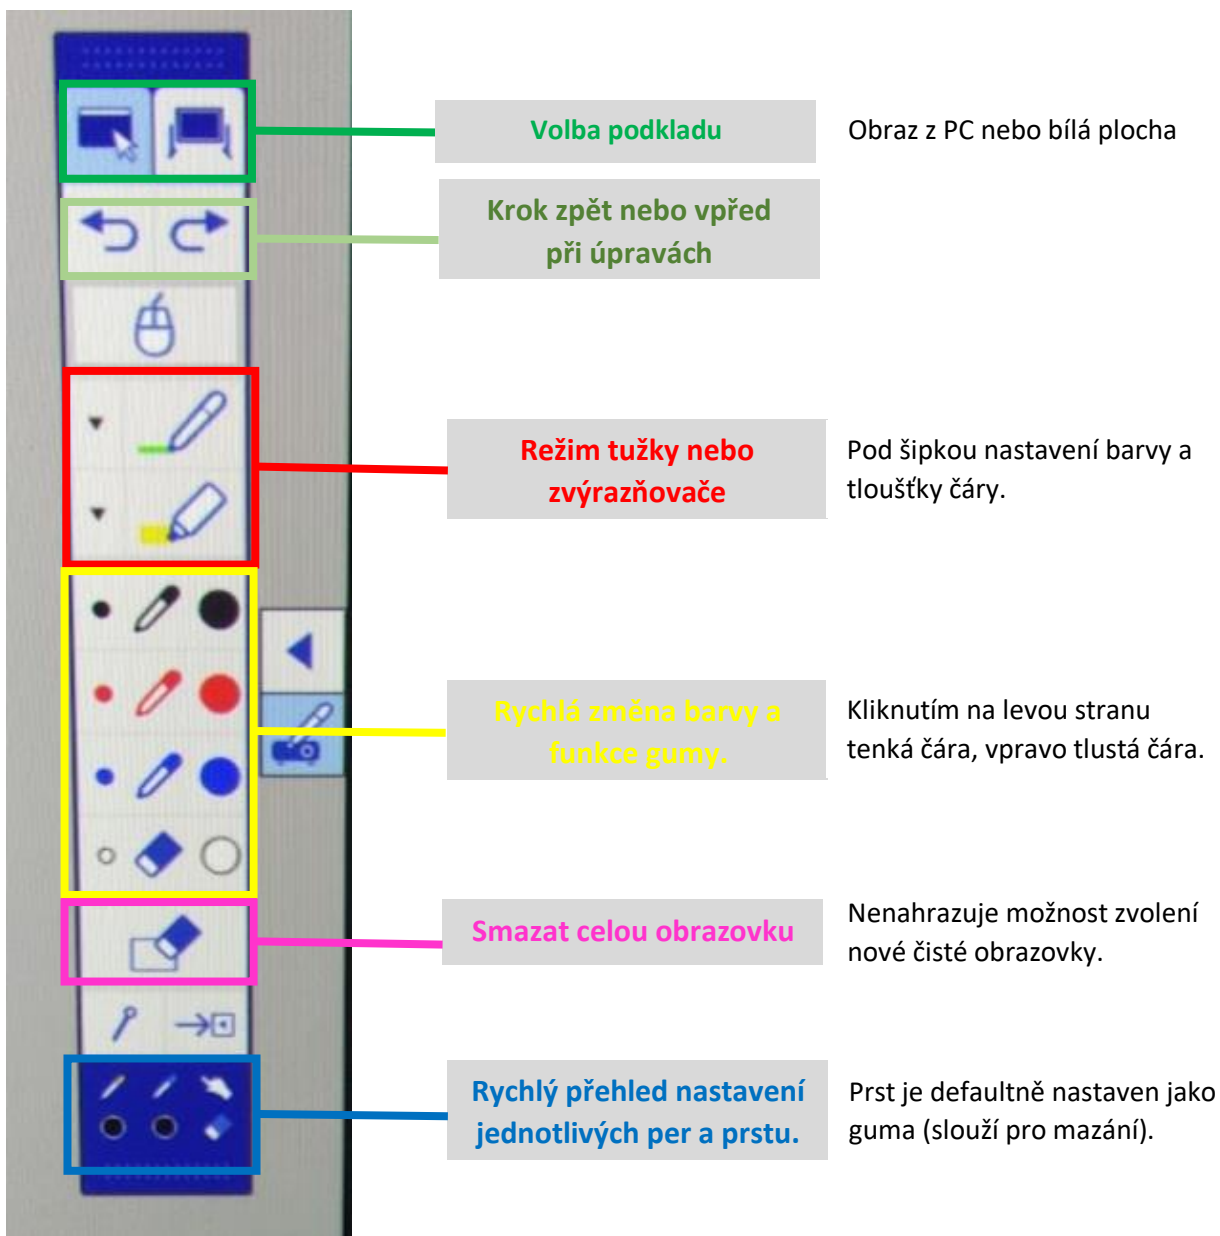 Volba podkladu
Obraz z PC nebo bílá plocha
Krok zpět nebo vpřed
při úpravách
Režim tužky nebo
zvýrazňovače
Pod šipkou nastavení barvy a
tloušťky čáry.
Rychlá změna barvy a
funkce gumy.
Kliknutím na levou stranu
tenká čára, vpravo tlustá čára.
Smazat celou obrazovku
Nenahrazuje možnost zvolení
nové čisté obrazovky.
Rychlý přehled nastavení
jednotlivých per a prstu.
Prst je defaultně nastaven jako
guma (slouží pro mazání).